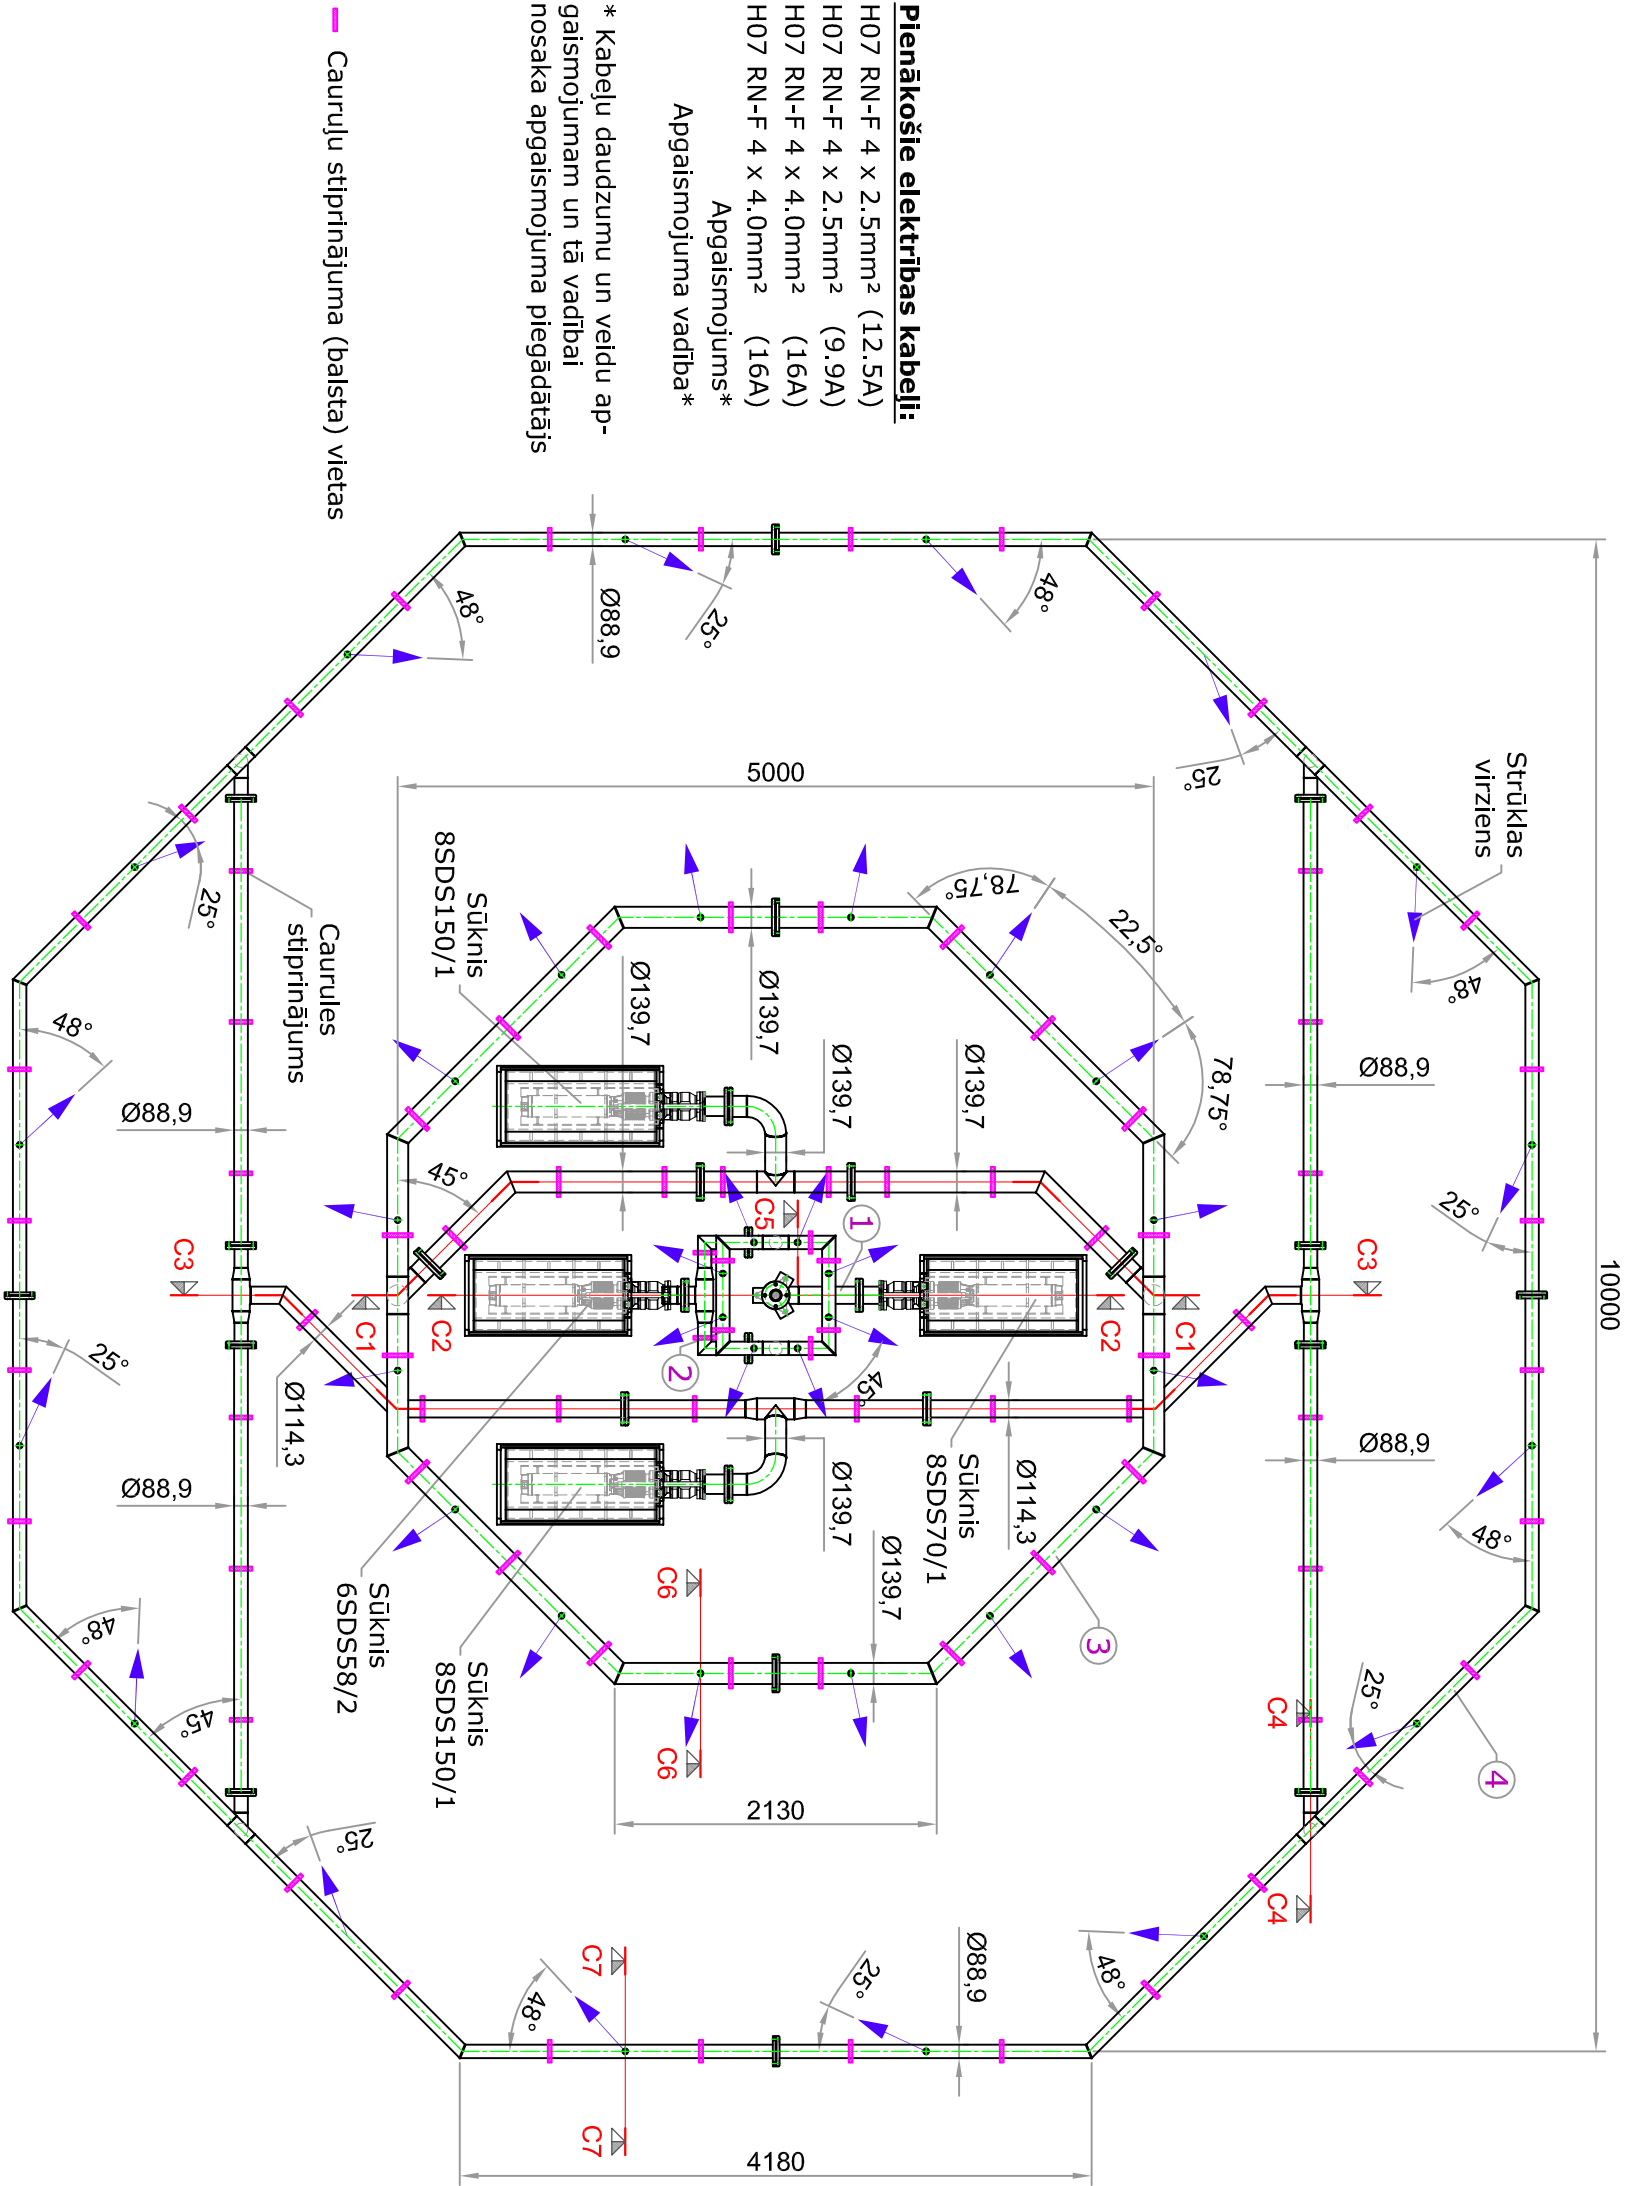 Pienākošie elektrības kabeļi:
H07 RN-F 4 x 2.5mm² (12.5A)
H07 RN-F 4 x 2.5mm² (9.9A)
H07 RN-F 4 x 4.0mm² (16A)
H07 RN-F 4 x 4.0mm² (16A)
Apgaismojums*
Apgaismojuma vadība*
* Kabeļu daudzumu un veidu ap-
gaismojumam un tā vadībai
nosaka apgaismojuma piegādātājs
Cauruļu stiprinājuma (balsta) vietas
10000
Strūklas
virziens
48°
25°
Ø88,9
48°
25°
48°
25°
5000
25°
48°
Caurules
stiprinājums
Sūknis
8SDS150/1
Ø139,7
Ø139,7
Ø139,7
Ø139,7
78,75°
22,5°
78,75°
Ø88,9
Ø88,9
25°
48°
45°
C5
1
C3
C3
C1
C1
C2
C2
2
45°
25°
48°
Ø114,3
Ø88,9
Ø88,9
Sūknis
8SDS70/1
Ø114,3
Ø139,7
Ø139,7
Sūknis
6SDS58/2
Sūknis
8SDS150/1
C6
C6
3
4
C4
C4
25°
48°
45°
25°
2130
48°
25°
48°
Ø88,9
C7
C7
4180